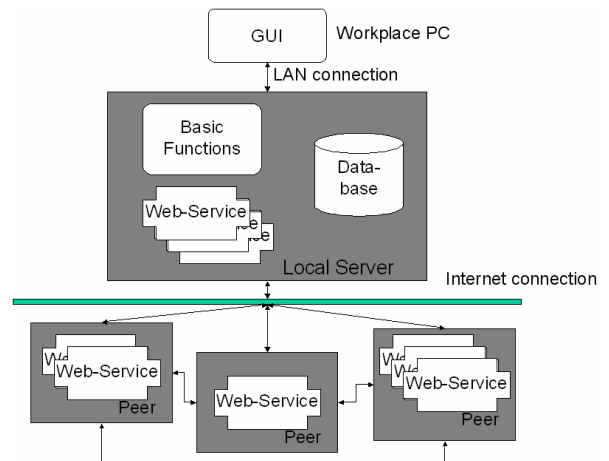 GUI
Workplace PC
LAN connection
Basic
Functions
Data-
base
Web-Service
Local Server
Internet connection
Web-Service
Peer
Web-Service
Peer
Web-Service
Peer